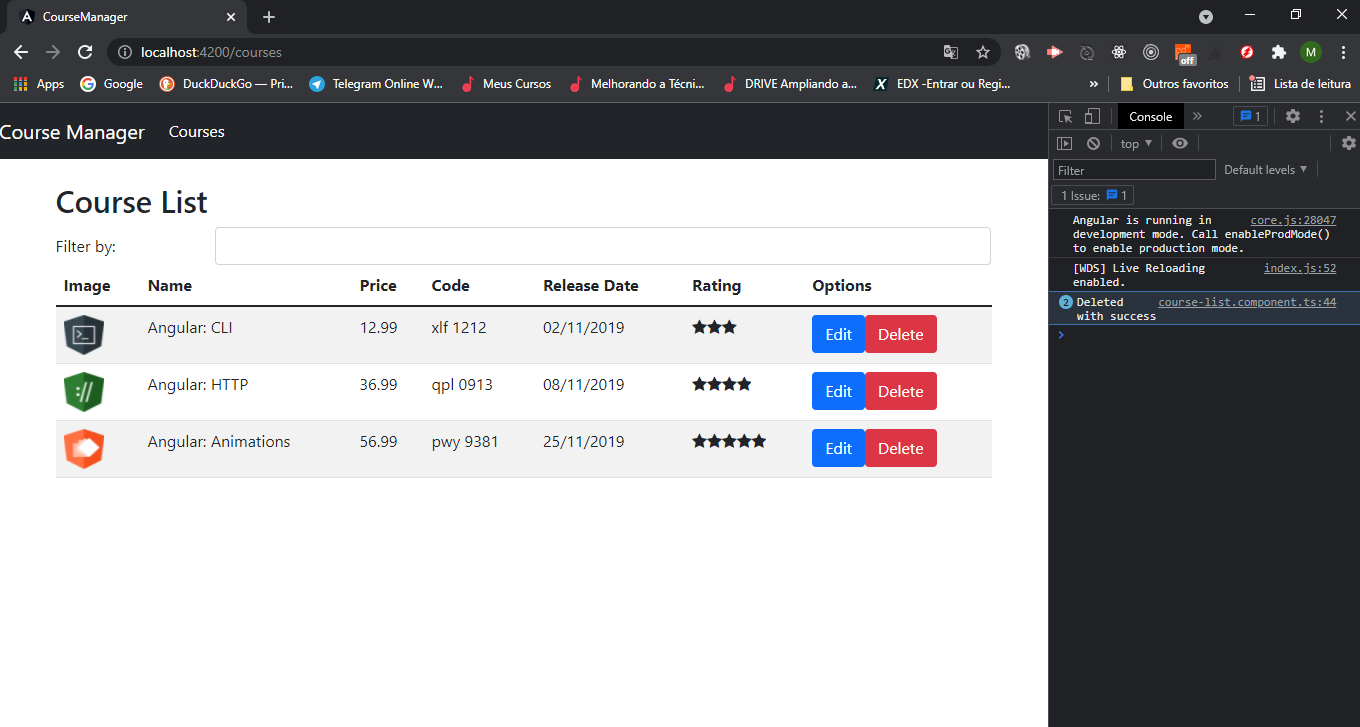 CourseManager
localhost:4200/courses
cd
off
M
Apps
Google
DuckDuckGo — Pri...
Telegram Online W...
Meus Cursos
Melhorando a Técni...
DRIVE Ampliando a...
X EDX -Entrar ou Regi...
»
Outros favoritos
Lista de leitura
Course Manager
Courses
Console
»
1
top
Filter
Default levels
1 Issue: 1
Angular is running in core.js:28047
development mode. Call enableProdMode()
to enable production mode.
[WDS] Live Reloading index.js:52
enabled.
2 Deleted course-list.component.ts:44
with success
Course List
Filter by:
Image Name Price Code Release Date Rating Options
Angular: CLI 12.99 xlf 1212 02/11/2019 Edit Delete
Angular: HTTP 36.99 qpl 0913 08/11/2019 Edit Delete
Angular: Animations 56.99 pwy 9381 25/11/2019 Edit Delete